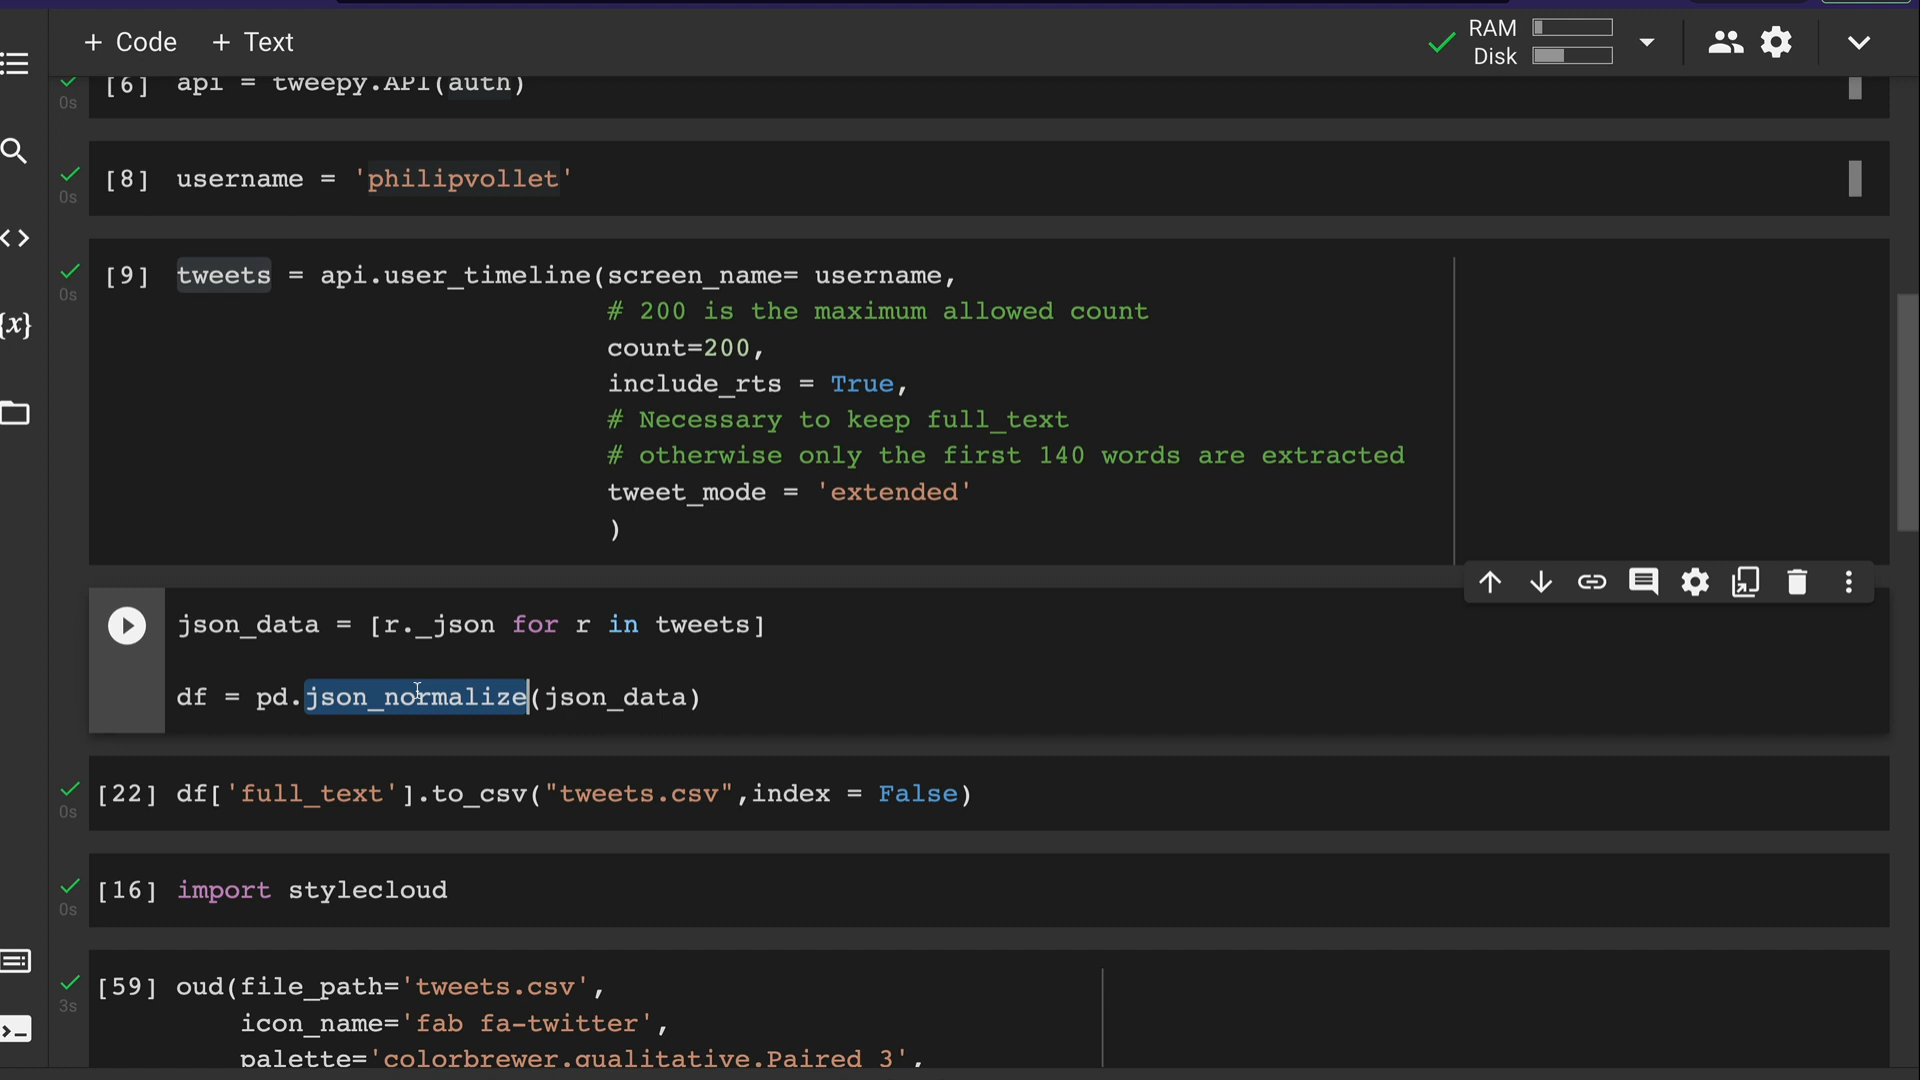 + Code + Text
RAM
Disk
[6] api = tweepy.API(auth)
0s
[8] username = 'philipvollet'
0s
[9] tweets = api.user_timeline(screen_name= username,
0s
# 200 is the maximum allowed count
count=200,
include_rts = True,
# Necessary to keep full_text
# otherwise only the first 140 words are extracted
tweet_mode = 'extended'
)
{x}
json_data = [r._json for r in tweets]
df = pd.json_normalize(json_data)
[22] df['full_text'].to_csv("tweets.csv",index = False)
0s
[16] import stylecloud
0s
[59] oud(file_path='tweets.csv',
3s
icon_name='fab fa-twitter',
palette='colorbrewer.qualitative.Paired_3',